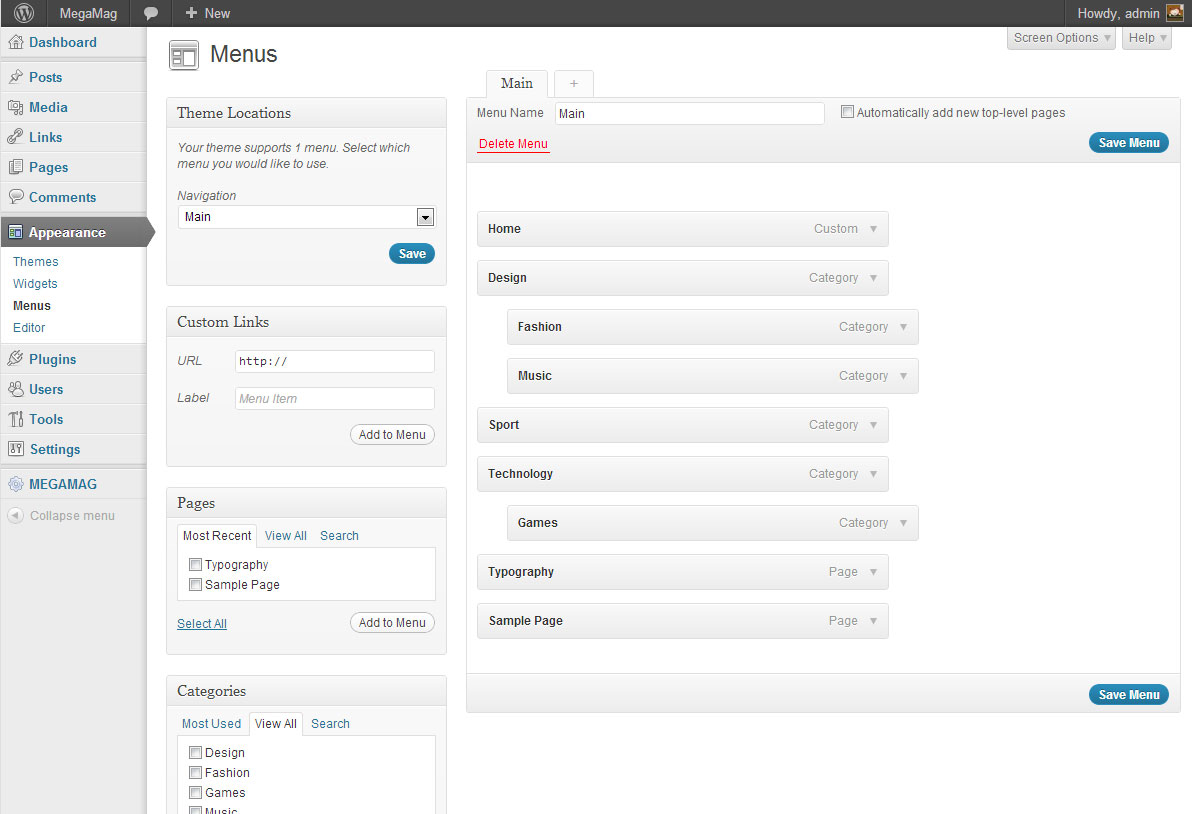 MegaMag + New Howdy, admin
Screen Options Help
Dashboard
Posts
Media
Links
Pages
Comments
Appearance
Themes
Widgets
Menus
Editor
Plugins
Users
Tools
Settings
MEGAMAG
Collapse menu
Menus
Theme Locations
Your theme supports 1 menu. Select which
menu you would like to use.
Navigation
Main
Save
Custom Links
URL http://
Label Menu Item
Add to Menu
Pages
Most Recent View All Search
Typography
Sample Page
Select All Add to Menu
Categories
Most Used View All Search
Design
Fashion
Games
Music
Main +
Menu Name Main Automatically add new top-level pages
Delete Menu Save Menu
Home Custom
Design Category
Fashion Category
Music Category
Sport Category
Technology Category
Games Category
Typography Page
Sample Page Page
Save Menu